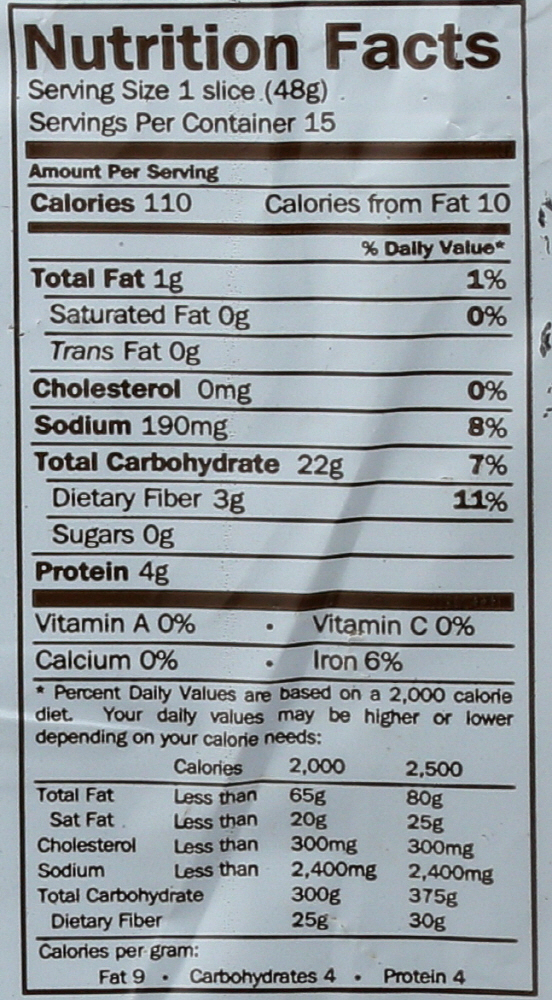 Nutrition Facts
Serving Size 1 slice (48g)
Servings Per Container 15
Amount Per Serving
Calories 110 Calories from Fat 10
% Daily Value*
Total Fat 1g 1%
Saturated Fat 0g 0%
Trans Fat 0g
Cholesterol 0mg 0%
Sodium 190mg 8%
Total Carbohydrate 22g 7%
Dietary Fiber 3g 11%
Sugars 0g
Protein 4g
Vitamin A 0% • Vitamin C 0%
Calcium 0% • Iron 6%
* Percent Daily Values are based on a 2,000 calorie
diet. Your daily values may be higher or lower
depending on your calorie needs:
Calories 2,000 2,500
Total Fat Less than 65g 80g
Sat Fat Less than 20g 25g
Cholesterol Less than 300mg 300mg
Sodium Less than 2,400mg 2,400mg
Total Carbohydrate 300g 375g
Dietary Fiber 25g 30g
Calories per gram:
Fat 9 • Carbohydrates 4 • Protein 4